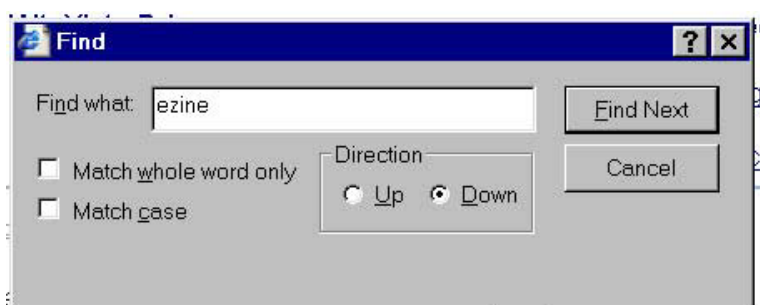 Find
Find what: ezine
Find Next
Match whole word only
Direction
Cancel
Up Down
Match case